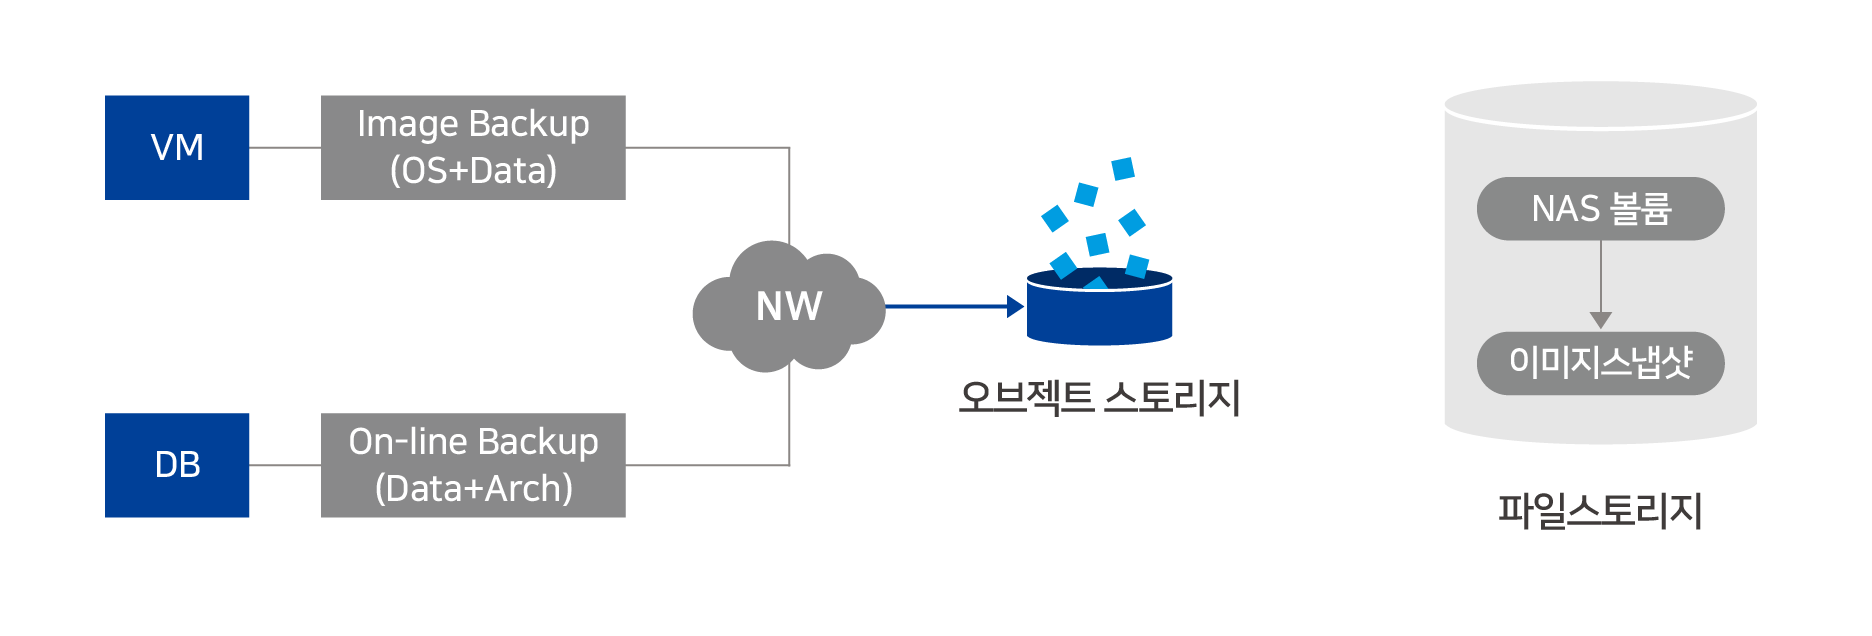 VM
Image Backup
(OS+Data)
NW
DB
On-line Backup
(Data+Arch)
오브젝트 스토리지
NAS 볼륨
이미지스냅샷
파일스토리지